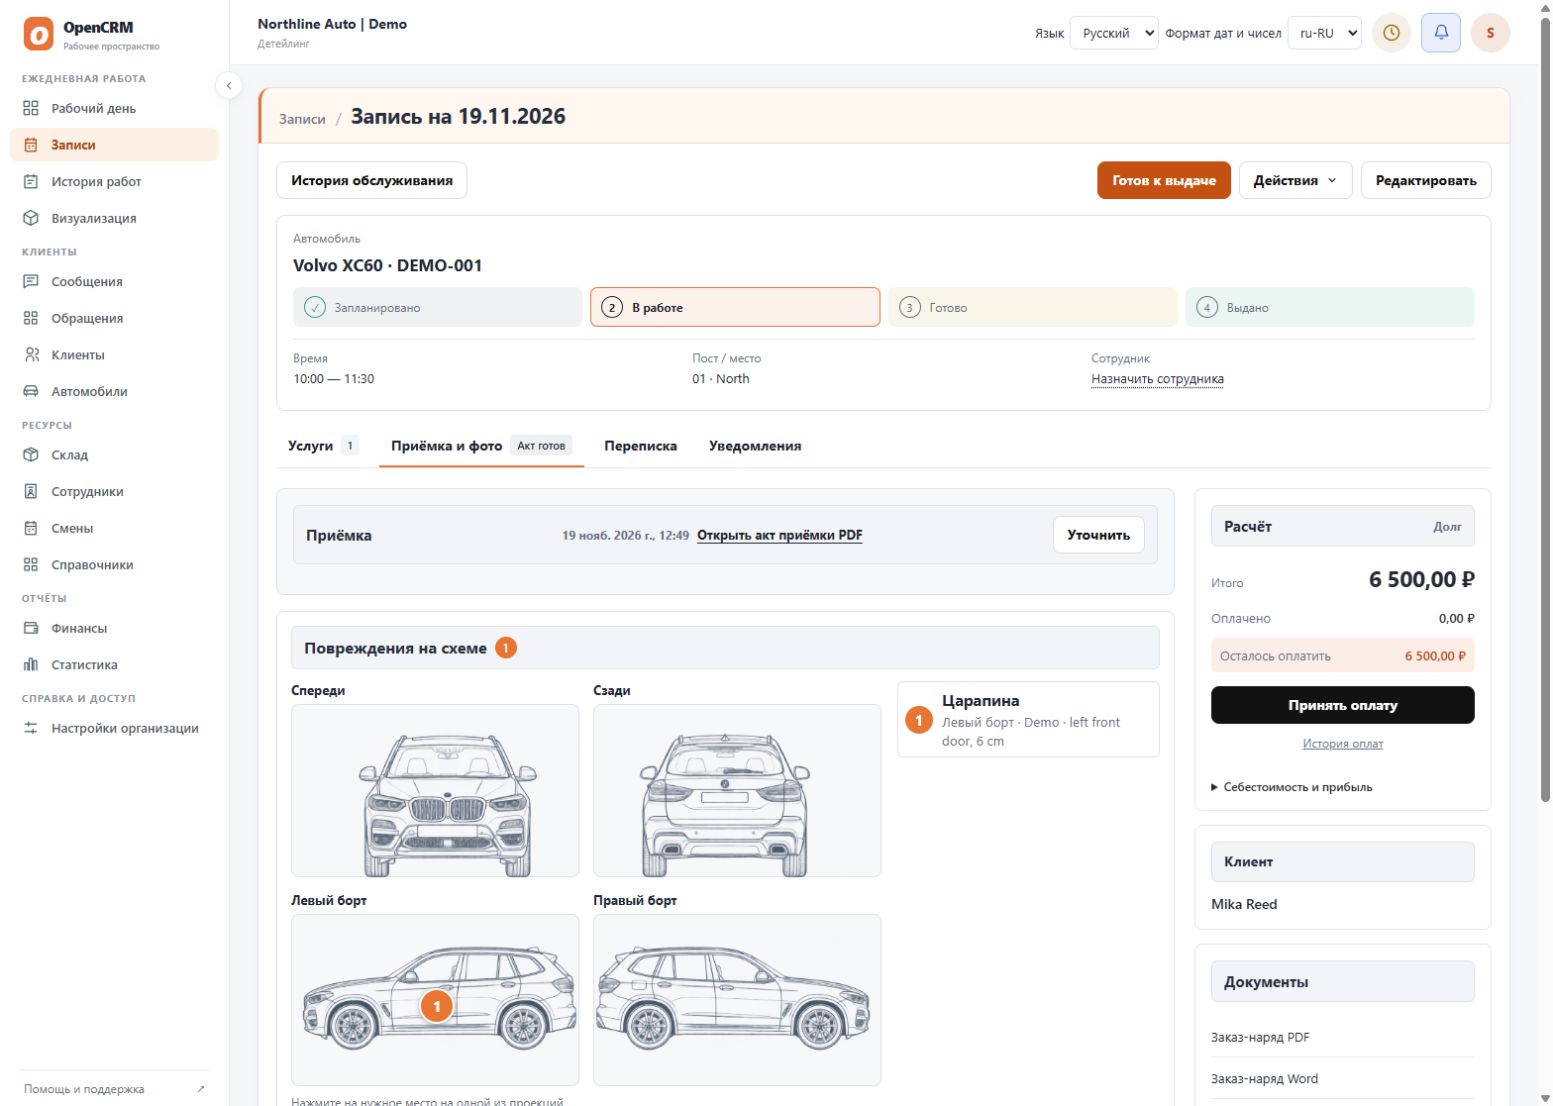 OpenCRM
Рабочее пространство
ЕЖЕДНЕВНАЯ РАБОТА
Рабочий день
Записи
История работ
Визуализация
КЛИЕНТЫ
Сообщения
Обращения
Клиенты
Автомобили
РЕСУРСЫ
Склад
Сотрудники
Смены
Справочники
ОТЧЁТЫ
Финансы
Статистика
СПРАВКА И ДОСТУП
Настройки организации
Помощь и поддержка
Northline Auto | Demo
Детейлинг
Язык Русский Формат дат и чисел ru-RU S
Записи / Запись на 19.11.2026
История обслуживания Готов к выдаче Действия Редактировать
Автомобиль
Volvo XC60 · DEMO-001
✓ Запланировано 2 В работе 3 Готово 4 Выдано
Время Пост / место Сотрудник
10:00 — 11:30 01 · North Назначить сотрудника
Услуги 1 Приёмка и фото Акт готов Переписка Уведомления
Приёмка 19 нояб. 2026 г., 12:49 Открыть акт приёмки PDF Уточнить
Повреждения на схеме 1
Спереди Сзади
1 Царапина
Левый борт · Demo · left front
door, 6 cm
Левый борт Правый борт
1
Нажмите на нужное место на одной из проекций
Расчёт Долг
Итого 6 500,00 ₽
Оплачено 0,00 ₽
Осталось оплатить 6 500,00 ₽
Принять оплату
История оплат
Себестоимость и прибыль
Клиент
Mika Reed
Документы
Заказ-наряд PDF
Заказ-наряд Word